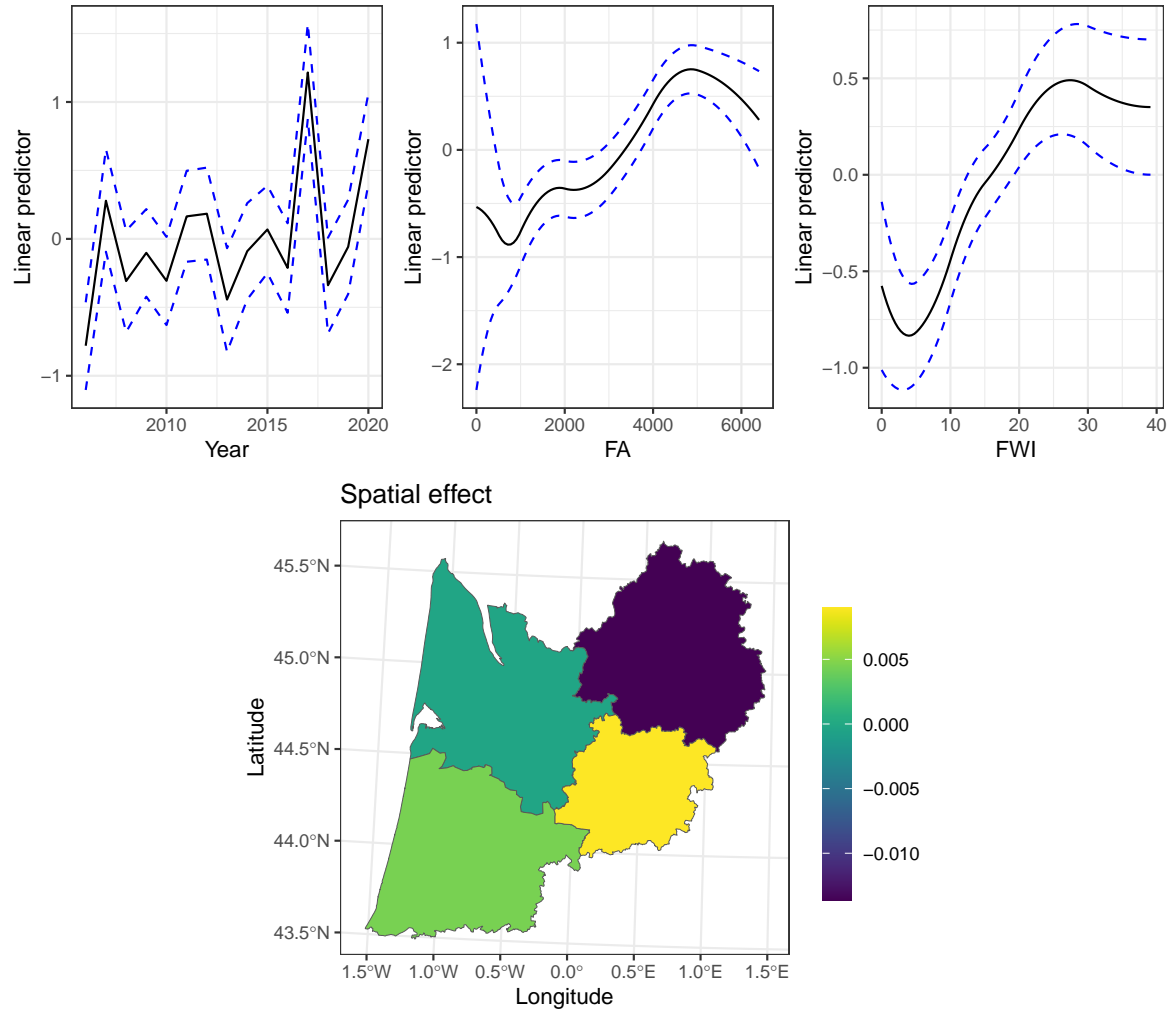 Linear predictor
1
0
−1
2010
2015
2020
Year
Linear predictor
1
0
−1
−2
0
2000
4000
6000
FA
Linear predictor
0.5
0.0
−0.5
−1.0
0
10
20
30
40
FWI
Spatial effect
Latitude
45.5°N
45.0°N
44.5°N
44.0°N
43.5°N
1.5°W
1.0°W
0.5°W
0.0°
0.5°E
1.0°E
1.5°E
Longitude
0.005
0.000
−0.005
−0.010